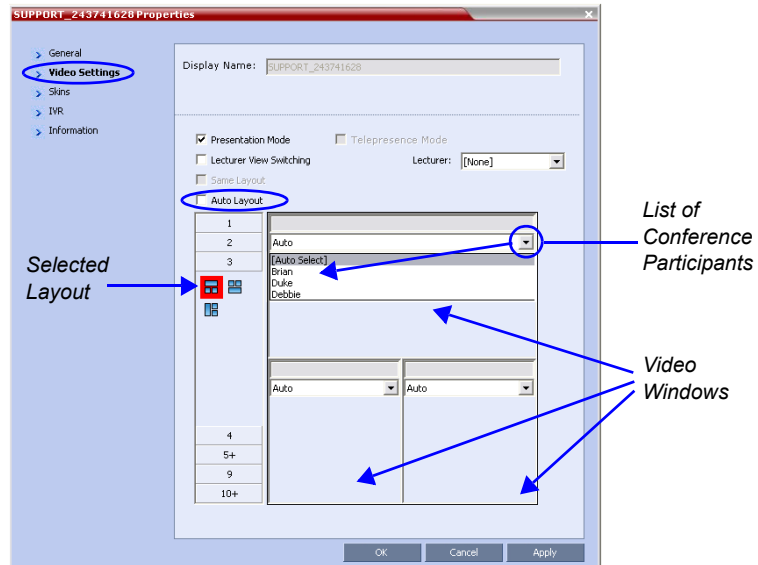 SUPPORT_243741628 Properties
General
Video Settings
Skins
IVR
Information
Display Name: SUPPORT_243741628
Presentation Mode Telepresence Mode
Lecturer View Switching Lecturer: [None]
Same Layout
Auto Layout
1
2 Auto
3 [Auto Select]
Brian
Duke
Debbie
Auto Auto
4
5+
9
10+
OK Cancel Apply
Selected
Layout
List of
Conference
Participants
Video
Windows